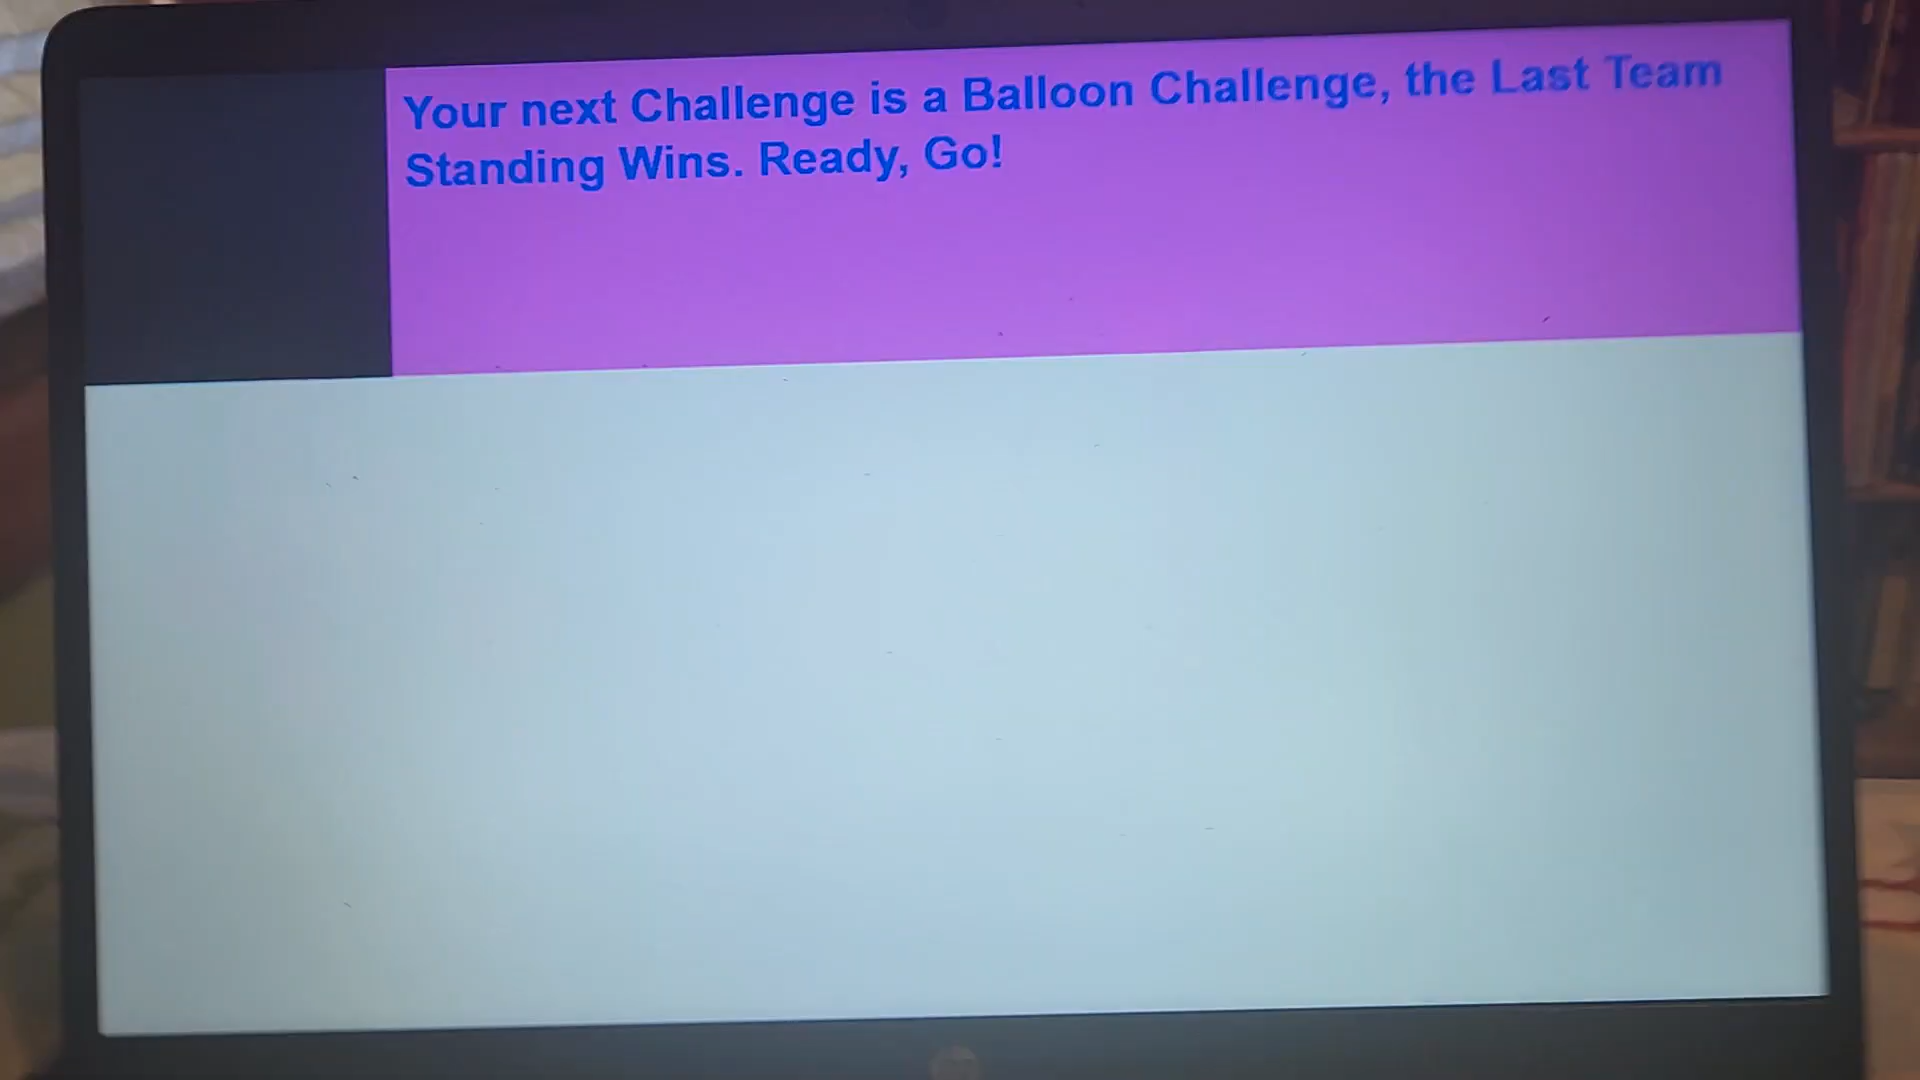 Your next Challenge is a Balloon Challenge, the Last Team
Standing Wins. Ready, Go!